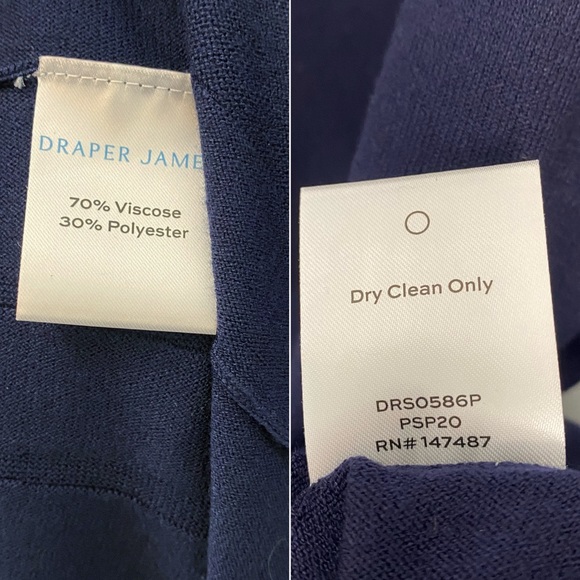 DRAPER JAME
70% Viscose
30% Polyester
Dry Clean Only
DRS0586P
PSP20
RN# 147487